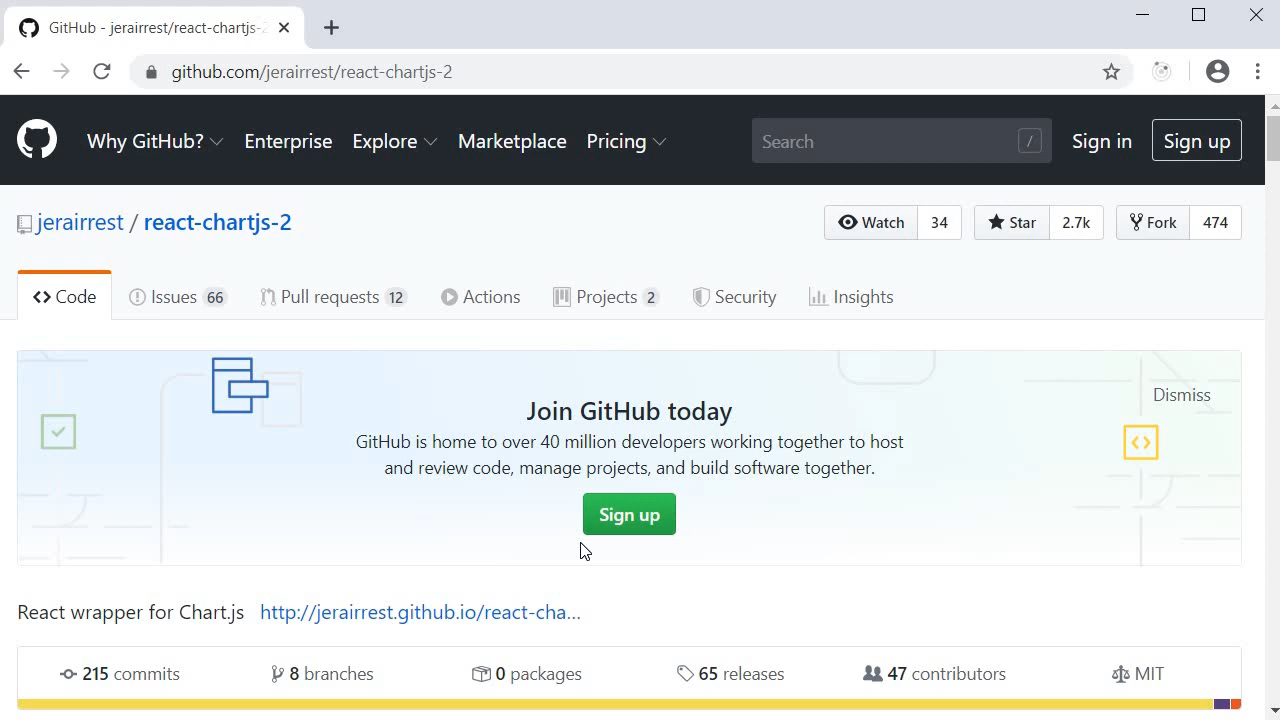 GitHub - jerairrest/react-chartjs-2
github.com/jerairrest/react-chartjs-2
Why GitHub? Enterprise Explore Marketplace Pricing Search / Sign in Sign up
jerairrest / react-chartjs-2 Watch 34 Star 2.7k Fork 474
Code Issues 66 Pull requests 12 Actions Projects 2 Security Insights
Dismiss
Join GitHub today
GitHub is home to over 40 million developers working together to host
and review code, manage projects, and build software together.
Sign up
React wrapper for Chart.js http://jerairrest.github.io/react-cha...
215 commits 8 branches 0 packages 65 releases 47 contributors MIT